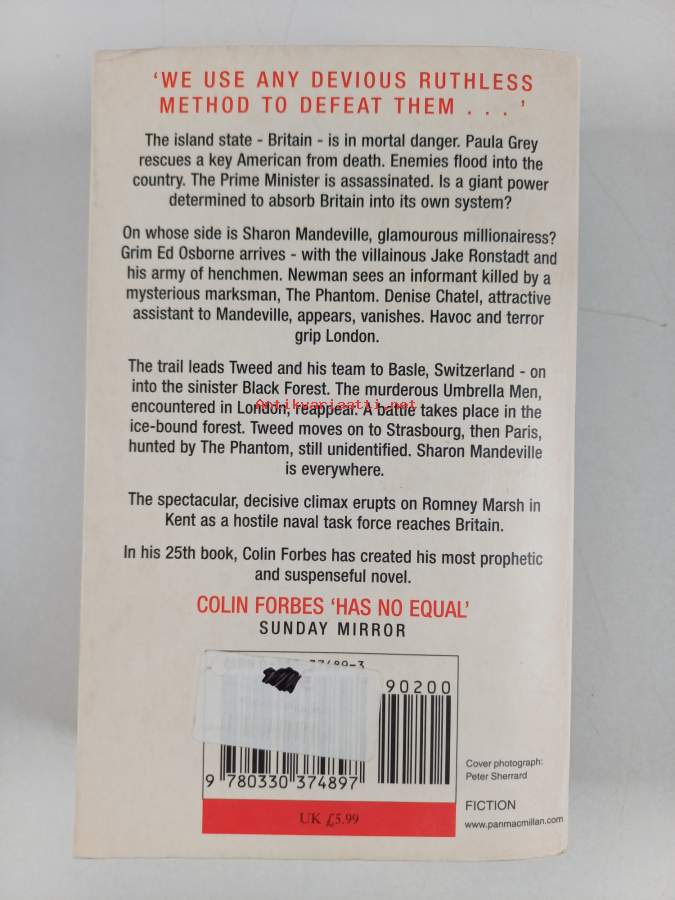 ‘WE USE ANY DEVIOUS RUTHLESS
METHOD TO DEFEAT THEM . . . ’
The island state - Britain - is in mortal danger. Paula Grey
rescues a key American from death. Enemies flood into the
country. The Prime Minister is assassinated. Is a giant power
determined to absorb Britain into its own system?
On whose side is Sharon Mandeville, glamourous millionairess?
Grim Ed Osborne arrives - with the villainous Jake Ronstadt and
his army of henchmen. Newman sees an informant killed by a
mysterious marksman, The Phantom. Denise Chatel, attractive
assistant to Mandeville, appears, vanishes. Havoc and terror
grip London.
The trail leads Tweed and his team to Basle, Switzerland - on
into the sinister Black Forest. The murderous Umbrella Men,
encountered in London, reappear. A battle takes place in the
Antikvariaatti.net
ice-bound forest. Tweed moves on to Strasbourg, then Paris,
hunted by The Phantom, still unidentified. Sharon Mandeville
is everywhere.
The spectacular, decisive climax erupts on Romney Marsh in
Kent as a hostile naval task force reaches Britain.
In his 25th book, Colin Forbes has created his most prophetic
and suspenseful novel.
COLIN FORBES ‘HAS NO EQUAL’
SUNDAY MIRROR
37489-3
90200
9 780330 374897
UK £5.99
Cover photograph:
Peter Sherrard
FICTION
www.panmacmillan.com